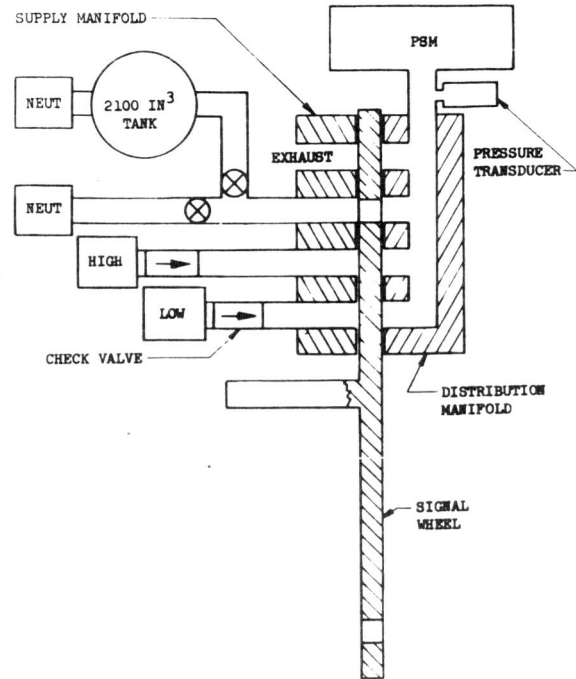 SUPPLY MANIFOLD
PSM
NEUT
2100 IN³
TANK
EXHAUST
PRESSURE
TRANSDUCER
NEUT
HIGH
LOW
CHECK VALVE
DISTRIBUTION
MANIFOLD
SIGNAL
WHEEL